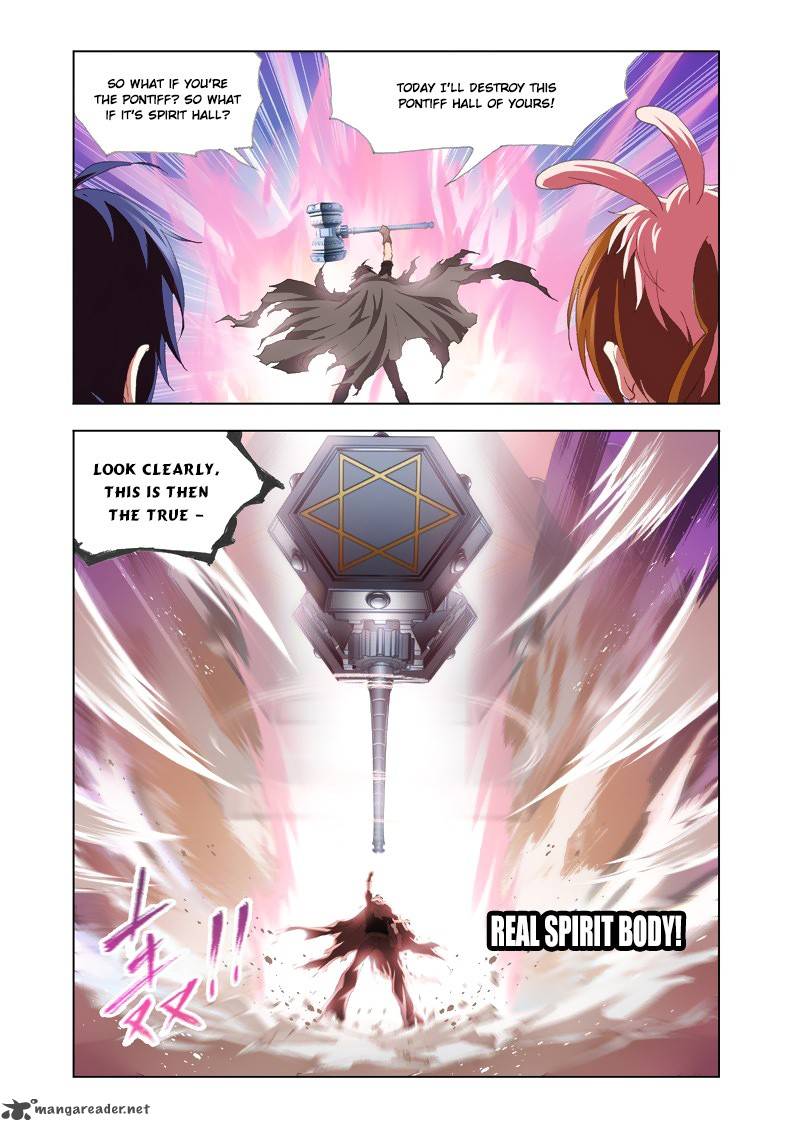 SO WHAT IF YOU'RE
THE PONTIFF? SO WHAT
IF IT'S SPIRIT HALL?
TODAY I'LL DESTROY THIS
PONTIFF HALL OF YOURS!
LOOK CLEARLY,
THIS IS THEN
THE TRUE –
REAL SPIRIT BODY!
轰!!
mangareader.net